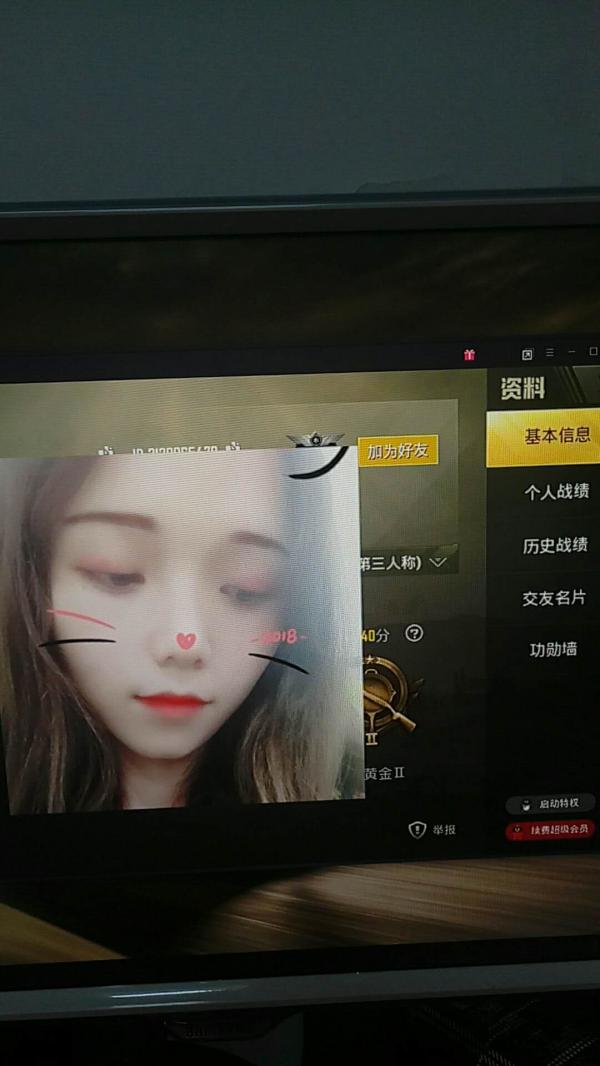 资料
加为好友
基本信息
个人战绩
历史战绩
第三人称)
交友名片
-2018-
40分
?
功勋墙
II
黄金II
启动特权
举报
续费超级会员